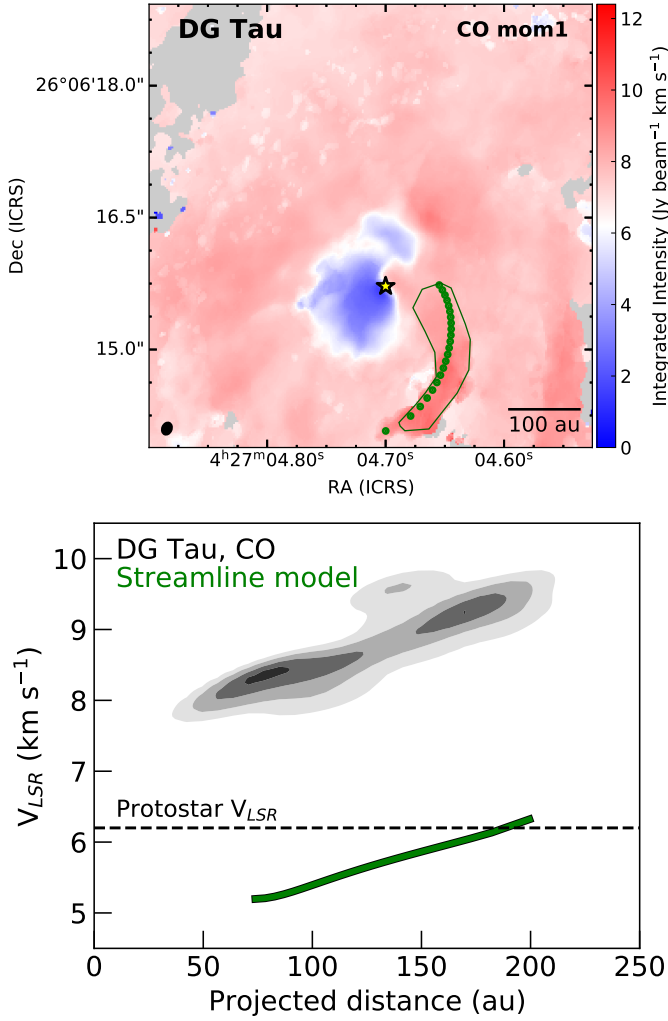 DG Tau
CO mom1
26°06'18.0"
16.5"
15.0"
Dec (ICRS)
100 au
4ʰ27ᵐ04.80ˢ
04.70ˢ
04.60ˢ
RA (ICRS)
12
10
8
6
4
2
0
Integrated Intensity (Jy beam⁻¹ km s⁻¹)
DG Tau, CO
Streamline model
Protostar V_LSR
10
9
8
7
6
5
V_LSR (km s⁻¹)
0
50
100
150
200
250
Projected distance (au)